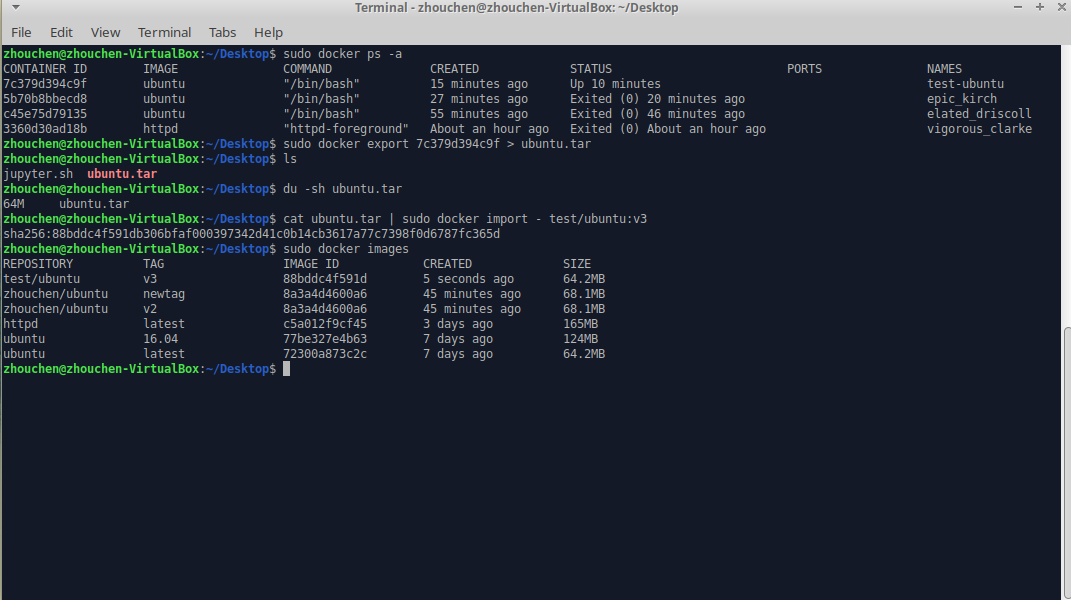 Terminal - zhouchen@zhouchen-VirtualBox: ~/Desktop
File Edit View Terminal Tabs Help
zhouchen@zhouchen-VirtualBox:~/Desktop$ sudo docker ps -a
CONTAINER ID IMAGE COMMAND CREATED STATUS PORTS NAMES
7c379d394c9f ubuntu "/bin/bash" 15 minutes ago Up 10 minutes test-ubuntu
5b70b8bbecd8 ubuntu "/bin/bash" 27 minutes ago Exited (0) 20 minutes ago epic_kirch
c45e75d79135 ubuntu "/bin/bash" 55 minutes ago Exited (0) 46 minutes ago elated_driscoll
3360d30ad18b httpd "httpd-foreground" About an hour ago Exited (0) About an hour ago vigorous_clarke
zhouchen@zhouchen-VirtualBox:~/Desktop$ sudo docker export 7c379d394c9f > ubuntu.tar
zhouchen@zhouchen-VirtualBox:~/Desktop$ ls
jupyter.sh ubuntu.tar
zhouchen@zhouchen-VirtualBox:~/Desktop$ du -sh ubuntu.tar
64M ubuntu.tar
zhouchen@zhouchen-VirtualBox:~/Desktop$ cat ubuntu.tar | sudo docker import - test/ubuntu:v3
sha256:88bddc4f591db306bfaf000397342d41c0b14cb3617a77c7398f0d6787fc365d
zhouchen@zhouchen-VirtualBox:~/Desktop$ sudo docker images
REPOSITORY TAG IMAGE ID CREATED SIZE
test/ubuntu v3 88bddc4f591d 5 seconds ago 64.2MB
zhouchen/ubuntu newtag 8a3a4d4600a6 45 minutes ago 68.1MB
zhouchen/ubuntu v2 8a3a4d4600a6 45 minutes ago 68.1MB
httpd latest c5a012f9cf45 3 days ago 165MB
ubuntu 16.04 77be327e4b63 7 days ago 124MB
ubuntu latest 72300a873c2c 7 days ago 64.2MB
zhouchen@zhouchen-VirtualBox:~/Desktop$